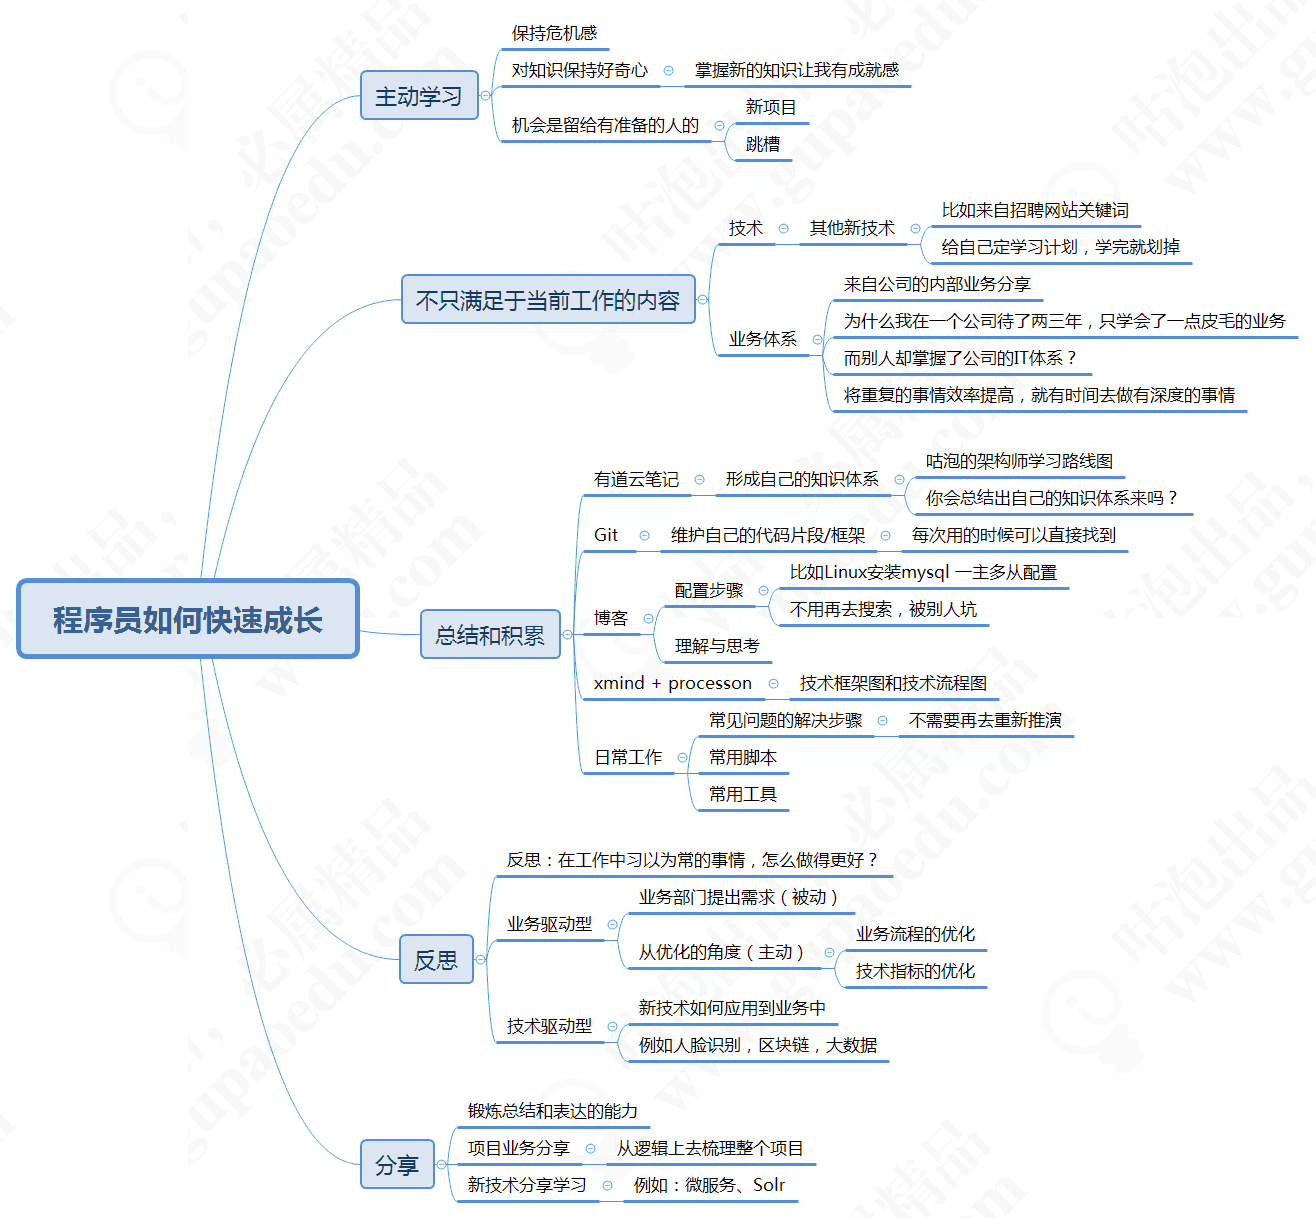 程序员如何快速成长
主动学习
保持危机感
对知识保持好奇心
掌握新的知识让我有成就感
机会是留给有准备的人的
新项目
跳槽
不只满足于当前工作的内容
技术
其他新技术
比如来自招聘网站关键词
给自己定学习计划，学完就划掉
业务体系
来自公司的内部业务分享
为什么我在一个公司待了两三年，只学会了一点皮毛的业务
而别人却掌握了公司的IT体系？
将重复的事情效率提高，就有时间去做有深度的事情
总结和积累
有道云笔记
形成自己的知识体系
咕泡的架构师学习路线图
你会总结出自己的知识体系来吗？
Git
维护自己的代码片段/框架
每次用的时候可以直接找到
博客
配置步骤
比如Linux安装mysql 一主多从配置
不用再去搜索，被别人坑
理解与思考
xmind + processon
技术框架图和技术流程图
日常工作
常见问题的解决步骤
不需要再去重新推演
常用脚本
常用工具
反思
反思：在工作中习以为常的事情，怎么做得更好？
业务驱动型
业务部门提出需求（被动）
从优化的角度（主动）
业务流程的优化
技术指标的优化
技术驱动型
新技术如何应用到业务中
例如人脸识别，区块链，大数据
分享
锻炼总结和表达的能力
项目业务分享
从逻辑上去梳理整个项目
新技术分享学习
例如：微服务、Solr
咕泡出品
必属精品
www.gupaoedu.com